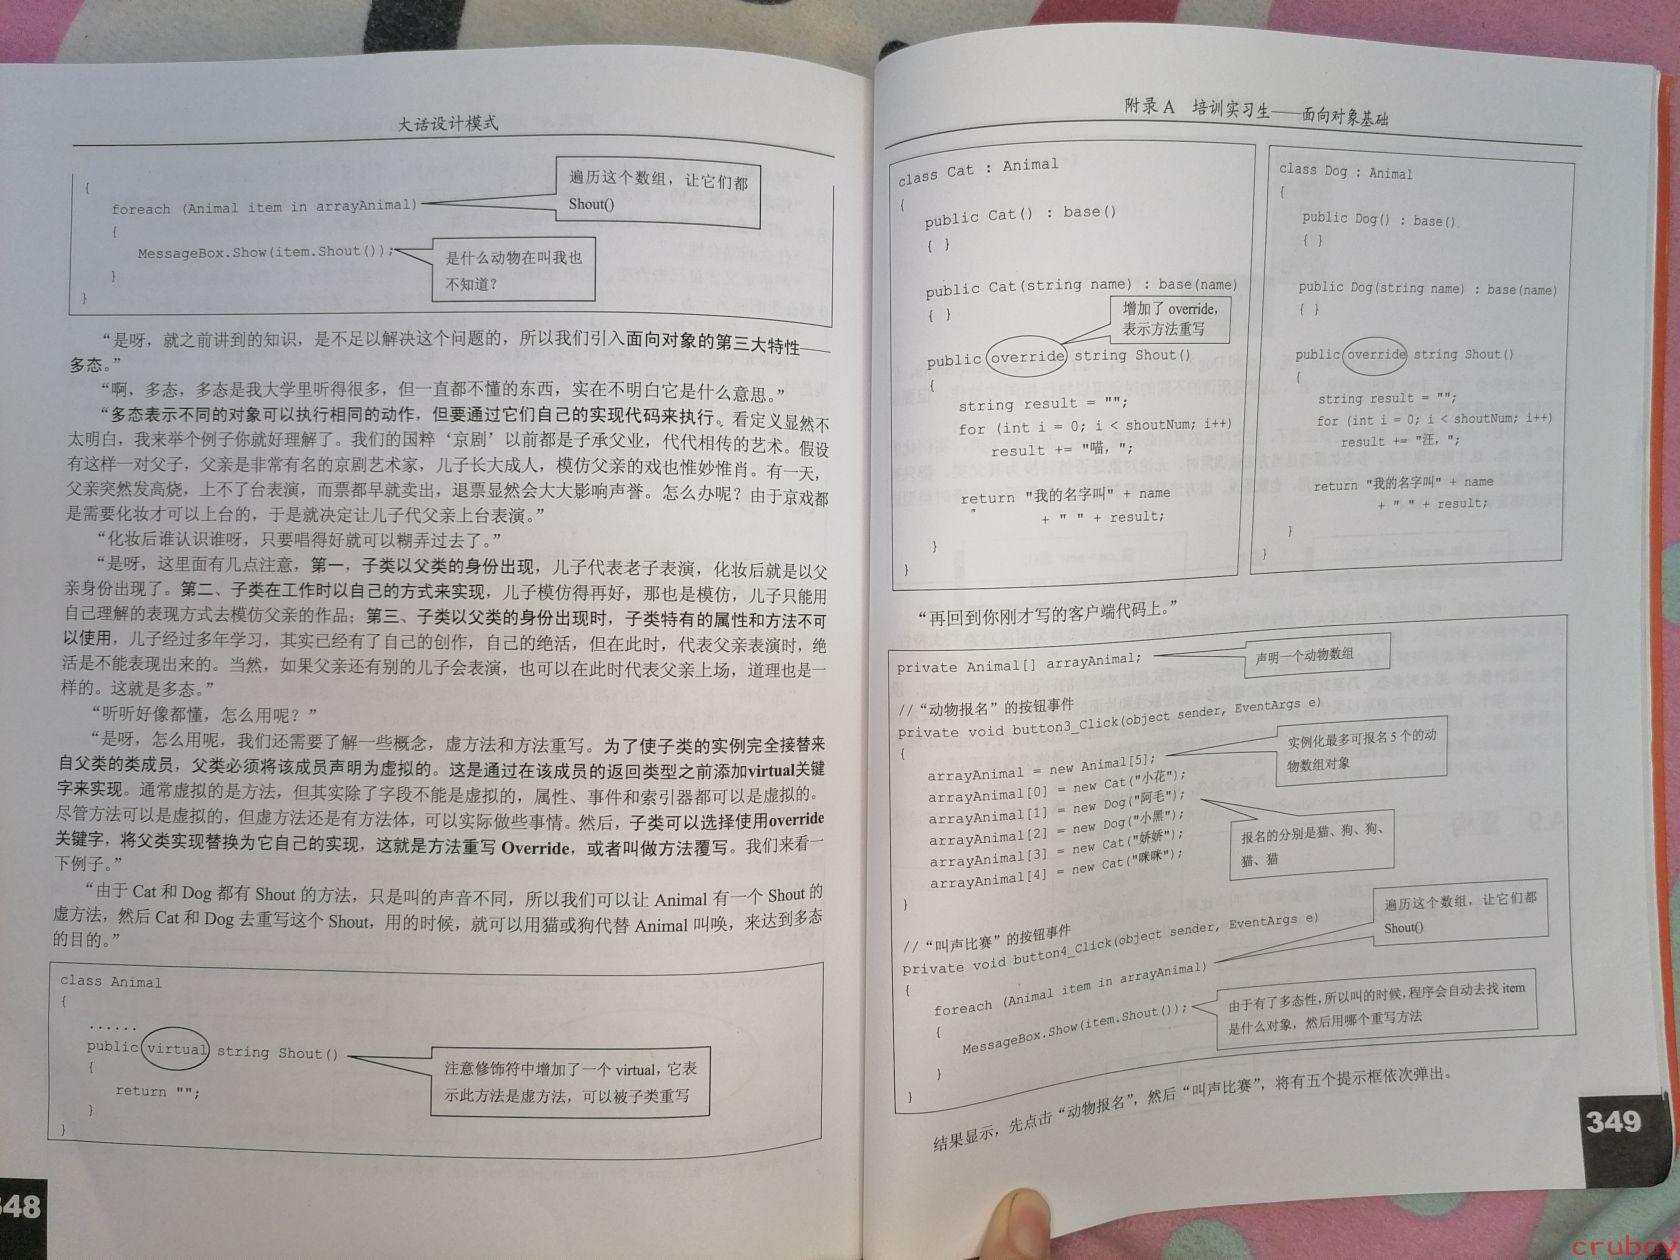 大话设计模式
{
foreach (Animal item in arrayAnimal)
遍历这个数组，让它们都
Shout()
{
MessageBox.Show(item.Shout());
是什么动物在叫我也
不知道？
}
}
“是呀，就之前讲到的知识，是不足以解决这个问题的，所以我们引入面向对象的第三大特性——
多态。”
“啊，多态，多态是我大学里听得很多，但一直都不懂的东西，实在不明白它是什么意思。”
“多态表示不同的对象可以执行相同的动作，但要通过它们自己的实现代码来执行。看定义显然不
太明白，我来举个例子你就好理解了。我们的国粹‘京剧’以前都是子承父业，代代相传的艺术。假设
有这样一对父子，父亲是非常有名的京剧艺术家，儿子长大成人，模仿父亲的戏也惟妙惟肖。有一天，
父亲突然发高烧，上不了台表演，而票都早就卖出，退票显然会大大影响声誉。怎么办呢？由于京戏都
是需要化妆才可以上台的，于是就决定让儿子代父亲上台表演。”
“化妆后谁认识谁呀，只要唱得好就可以糊弄过去了。”
“是呀，这里面有几点注意，第一，子类以父类的身份出现，儿子代表老子表演，化妆后就是以父
亲身份出现了。第二、子类在工作时以自己的方式来实现，儿子模仿得再好，那也是模仿，儿子只能用
自己理解的表现方式去模仿父亲的作品；第三、子类以父类的身份出现时，子类特有的属性和方法不可
以使用，儿子经过多年学习，其实已经有了自己的创作，自己的绝活，但在此时，代表父亲表演时，绝
活是不能表现出来的。当然，如果父亲还有别的儿子会表演，也可以在此时代表父亲上场，道理也是一
样的。这就是多态。”
“听听好像都懂，怎么用呢？”
“是呀，怎么用呢，我们还需要了解一些概念，虚方法和方法重写。为了使子类的实例完全接替来
自父类的类成员，父类必须将该成员声明为虚拟的。这是通过在该成员的返回类型之前添加virtual关键
字来实现。通常虚拟的是方法，但其实除了字段不能是虚拟的，属性、事件和索引器都可以是虚拟的。
尽管方法可以是虚拟的，但虚方法还是有方法体，可以实际做些事情。然后，子类可以选择使用override
关键字，将父类实现替换为它自己的实现，这就是方法重写 Override，或者叫做方法覆写。我们来看一
下例子。”
“由于 Cat 和 Dog 都有 Shout 的方法，只是叫的声音不同，所以我们可以让 Animal 有一个 Shout 的
虚方法，然后 Cat 和 Dog 去重写这个 Shout，用的时候，就可以用猫或狗代替 Animal 叫唤，来达到多态
的目的。”
class Animal
{
......
public virtual string Shout()
{
return "";
}
}
注意修饰符中增加了一个 virtual，它表
示此方法是虚方法，可以被子类重写
348
附录 A 培训实习生——面向对象基础
class Cat : Animal
{
public Cat() : base()
{ }
public Cat(string name) : base(name)
{ }
增加了 override，
表示方法重写
public override string Shout()
{
string result = "";
for (int i = 0; i < shoutNum; i++)
result += "喵，";
return "我的名字叫" + name
+ " " + result;
}
}
class Dog : Animal
{
public Dog() : base()
{ }
public Dog(string name) : base(name)
{ }
public override string Shout()
{
string result = "";
for (int i = 0; i < shoutNum; i++)
result += "汪，";
return "我的名字叫" + name
+ " " + result;
}
}
“再回到你刚才写的客户端代码上。”
private Animal[] arrayAnimal;
声明一个动物数组
//“动物报名”的按钮事件
private void button3_Click(object sender, EventArgs e)
{
arrayAnimal = new Animal[5];
arrayAnimal[0] = new Cat("小花");
arrayAnimal[1] = new Dog("阿毛");
arrayAnimal[2] = new Dog("小黑");
arrayAnimal[3] = new Cat("娇娇");
arrayAnimal[4] = new Cat("咪咪");
}
实例化最多可报名 5 个的动
物数组对象
报名的分别是猫、狗、狗、
猫、猫
//“叫声比赛”的按钮事件
private void button4_Click(object sender, EventArgs e)
{
foreach (Animal item in arrayAnimal)
{
MessageBox.Show(item.Shout());
}
}
遍历这个数组，让它们都
Shout()
由于有了多态性，所以叫的时候，程序会自动去找 item
是什么对象，然后用哪个重写方法
结果显示，先点击“动物报名”，然后“叫声比赛”，将有五个提示框依次弹出。
349
cruboy